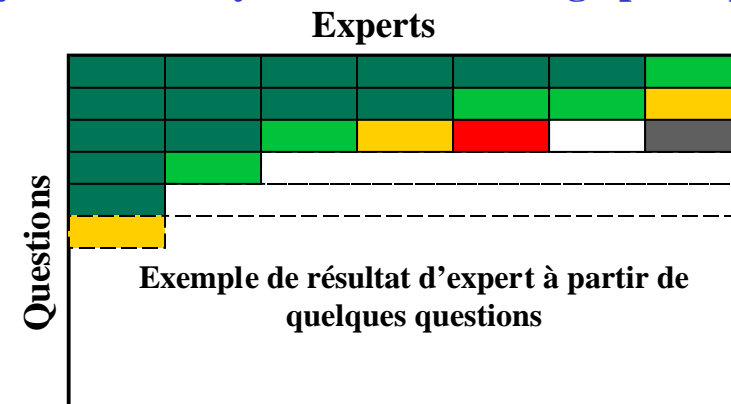 Experts
Questions
Exemple de résultat d’expert à partir de
quelques questions